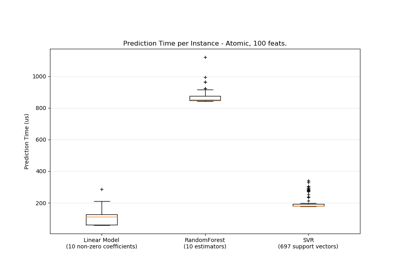 Prediction Time per Instance - Atomic, 100 feats.
Prediction Time (us)
1000
800
600
400
200
Linear Model
(10 non-zero coefficients)
RandomForest
(10 estimators)
SVR
(697 support vectors)